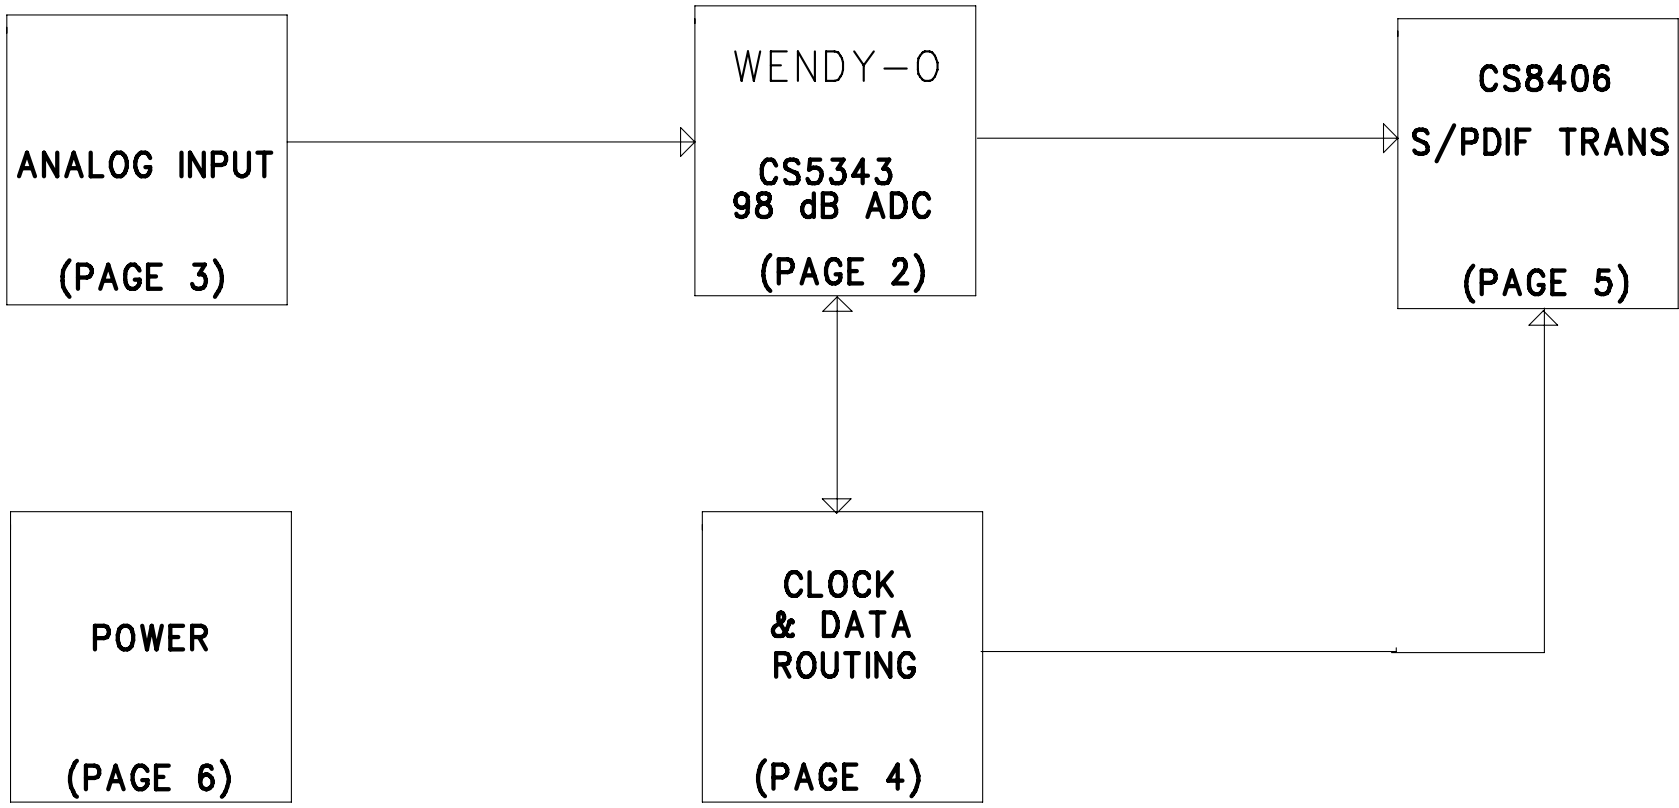 ANALOG INPUT
(PAGE 3)
WENDY-O
CS5343
98 dB ADC
(PAGE 2)
CS8406
S/PDIF TRANS
(PAGE 5)
POWER
(PAGE 6)
CLOCK
& DATA
ROUTING
(PAGE 4)